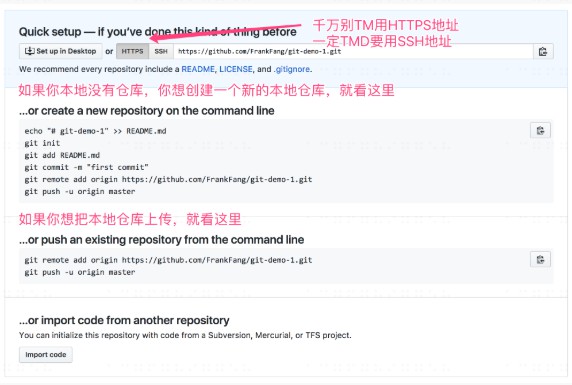 千万别TM用HTTPS地址
Quick setup — if you've done this kind of thing before
一定TMD要用SSH地址
Set up in Desktop or HTTPS SSH https://github.com/FrankFang/git-demo-1.git
We recommend every repository include a README, LICENSE, and .gitignore.
如果你本地没有仓库，你想创建一个新的本地仓库，就看这里
...or create a new repository on the command line
echo "# git-demo-1" >> README.md
git init
git add README.md
git commit -m "first commit"
git remote add origin https://github.com/FrankFang/git-demo-1.git
git push -u origin master
如果你想把本地仓库上传，就看这里
...or push an existing repository from the command line
git remote add origin https://github.com/FrankFang/git-demo-1.git
git push -u origin master
...or import code from another repository
You can initialize this repository with code from a Subversion, Mercurial, or TFS project.
Import code